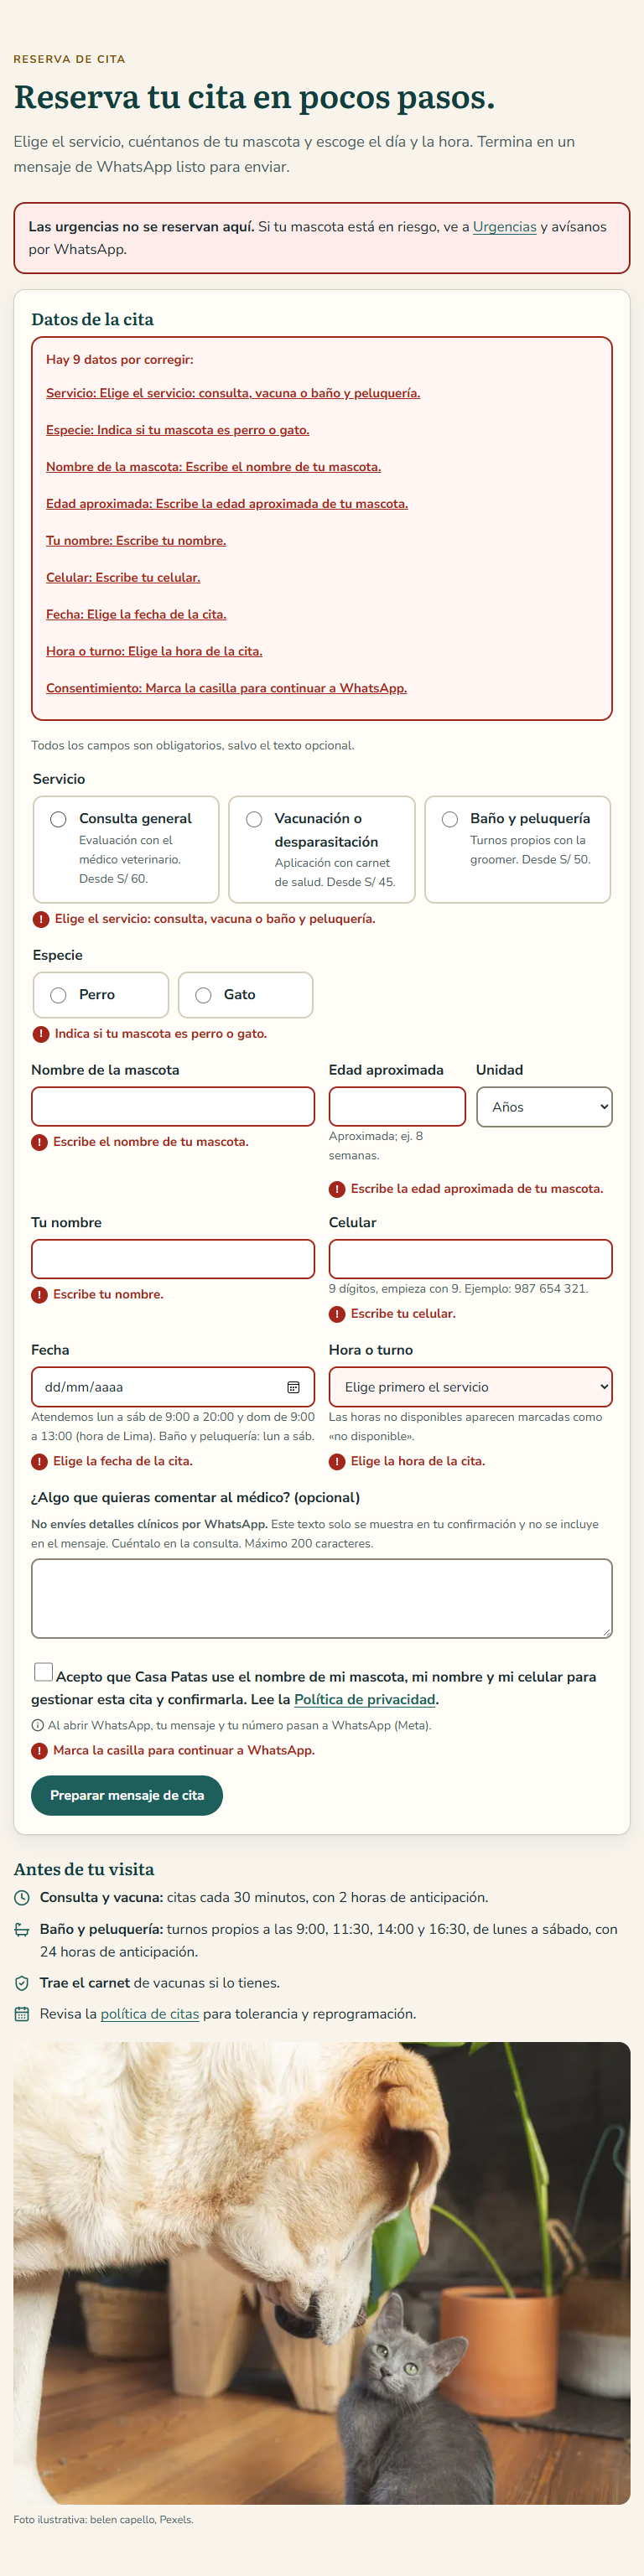 RESERVA DE CITA
Reserva tu cita en pocos pasos.
Elige el servicio, cuéntanos de tu mascota y escoge el día y la hora. Termina en un
mensaje de WhatsApp listo para enviar.
Las urgencias no se reservan aquí. Si tu mascota está en riesgo, ve a Urgencias y avísanos
por WhatsApp.
Datos de la cita
Hay 9 datos por corregir:
Servicio: Elige el servicio: consulta, vacuna o baño y peluquería.
Especie: Indica si tu mascota es perro o gato.
Nombre de la mascota: Escribe el nombre de tu mascota.
Edad aproximada: Escribe la edad aproximada de tu mascota.
Tu nombre: Escribe tu nombre.
Celular: Escribe tu celular.
Fecha: Elige la fecha de la cita.
Hora o turno: Elige la hora de la cita.
Consentimiento: Marca la casilla para continuar a WhatsApp.
Todos los campos son obligatorios, salvo el texto opcional.
Servicio
Consulta general
Evaluación con el
médico veterinario.
Desde S/ 60.
Vacunación o
desparasitación
Aplicación con carnet
de salud. Desde S/ 45.
Baño y peluquería
Turnos propios con la
groomer. Desde S/ 50.
! Elige el servicio: consulta, vacuna o baño y peluquería.
Especie
Perro
Gato
! Indica si tu mascota es perro o gato.
Nombre de la mascota
! Escribe el nombre de tu mascota.
Edad aproximada
Unidad
Años
Aproximada; ej. 8
semanas.
! Escribe la edad aproximada de tu mascota.
Tu nombre
! Escribe tu nombre.
Celular
9 dígitos, empieza con 9. Ejemplo: 987 654 321.
! Escribe tu celular.
Fecha
dd/mm/aaaa
Atendemos lun a sáb de 9:00 a 20:00 y dom de 9:00
a 13:00 (hora de Lima). Baño y peluquería: lun a sáb.
! Elige la fecha de la cita.
Hora o turno
Elige primero el servicio
Las horas no disponibles aparecen marcadas como
«no disponible».
! Elige la hora de la cita.
¿Algo que quieras comentar al médico? (opcional)
No envíes detalles clínicos por WhatsApp. Este texto solo se muestra en tu confirmación y no se incluye
en el mensaje. Cuéntalo en la consulta. Máximo 200 caracteres.
Acepto que Casa Patas use el nombre de mi mascota, mi nombre y mi celular para
gestionar esta cita y confirmarla. Lee la Política de privacidad.
Al abrir WhatsApp, tu mensaje y tu número pasan a WhatsApp (Meta).
! Marca la casilla para continuar a WhatsApp.
Preparar mensaje de cita
Antes de tu visita
Consulta y vacuna: citas cada 30 minutos, con 2 horas de anticipación.
Baño y peluquería: turnos propios a las 9:00, 11:30, 14:00 y 16:30, de lunes a sábado, con
24 horas de anticipación.
Trae el carnet de vacunas si lo tienes.
Revisa la política de citas para tolerancia y reprogramación.
Foto ilustrativa: belen capello, Pexels.